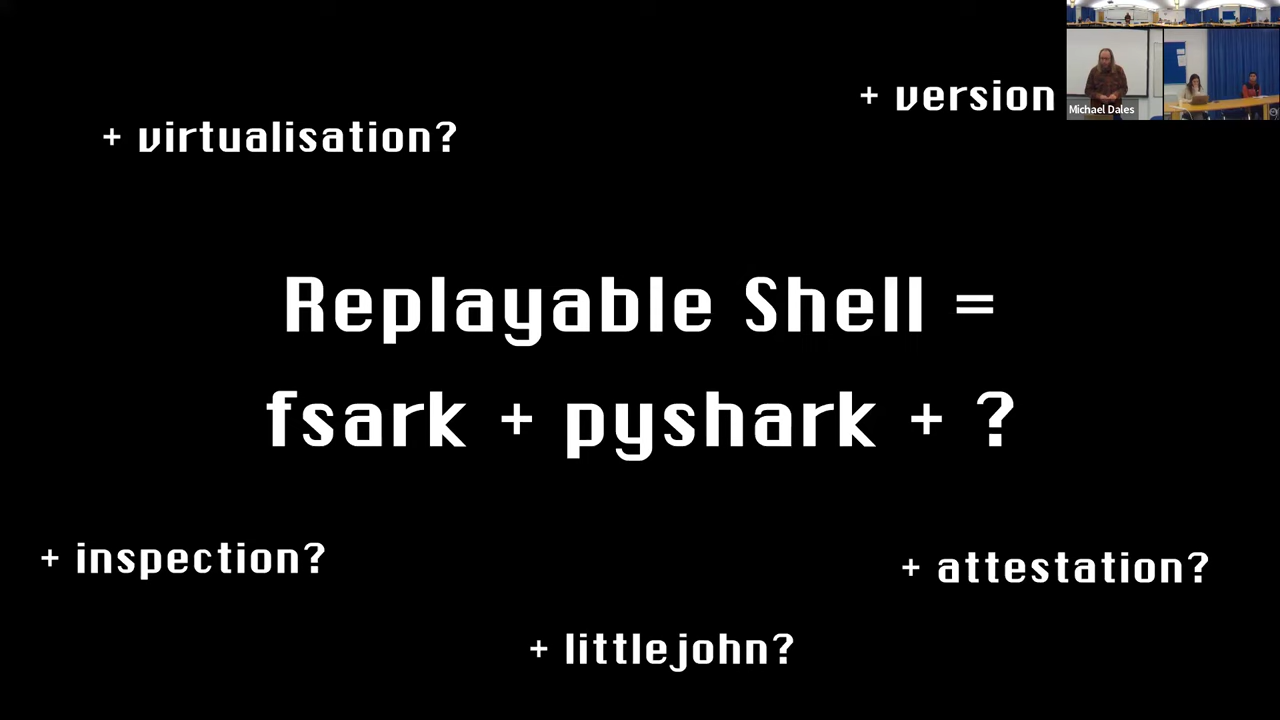 + version
Michael Dales
+ virtualisation?
Replayable Shell =
fsark + pyshark + ?
+ inspection?
+ attestation?
+ littlejohn?